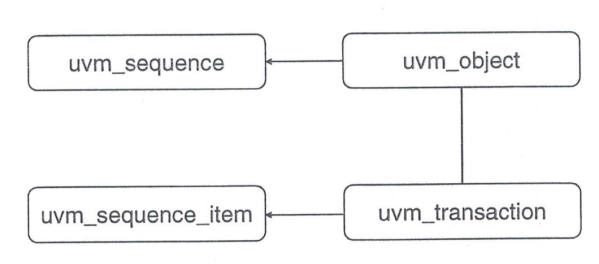 uvm_sequence
uvm_object
uvm_sequence_item
uvm_transaction